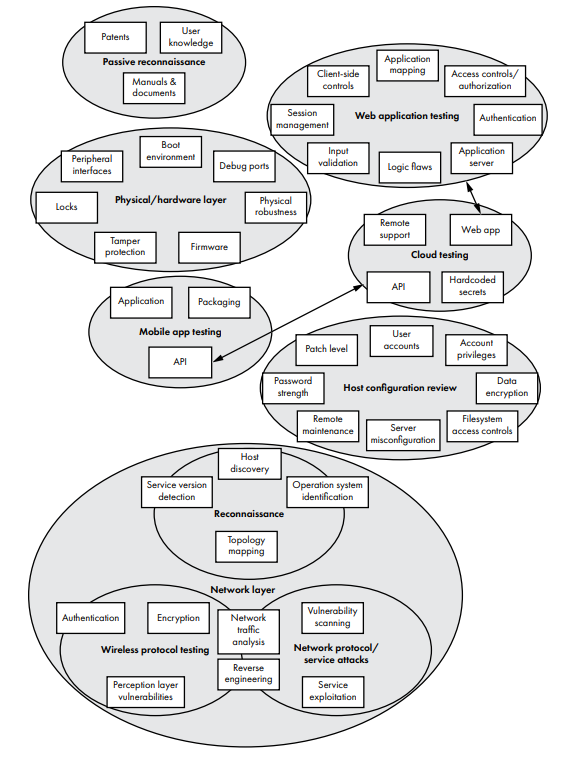 Patents
User
knowledge
Passive reconnaissance
Manuals &
documents
Application
mapping
Client-side
controls
Access controls/
authorization
Session
management
Web application testing
Authentication
Input
validation
Logic flaws
Application
server
Boot
environment
Peripheral
interfaces
Debug ports
Locks
Physical/hardware layer
Physical
robustness
Tamper
protection
Firmware
Remote
support
Web app
Cloud testing
API
Hardcoded
secrets
Application
Packaging
Mobile app testing
API
Patch level
User
accounts
Account
privileges
Password
strength
Host configuration review
Data
encryption
Remote
maintenance
Server
misconfiguration
Filesystem
access controls
Host
discovery
Service version
detection
Operation system
identification
Reconnaissance
Topology
mapping
Network layer
Authentication
Encryption
Network
traffic
analysis
Vulnerability
scanning
Wireless protocol testing
Network protocol/
service attacks
Reverse
engineering
Perception layer
vulnerabilities
Service
exploitation